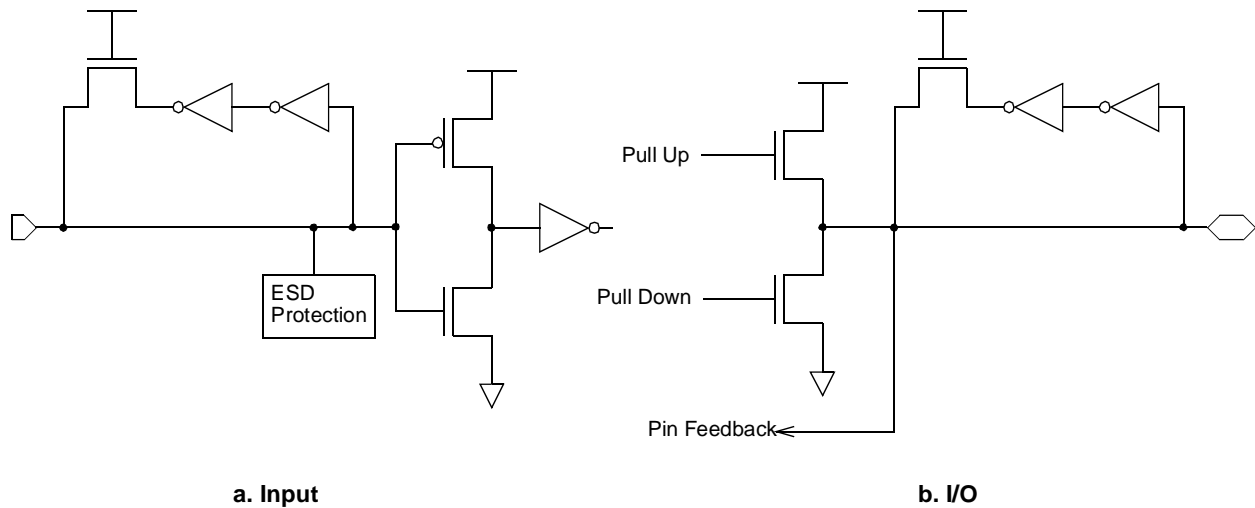 Pull Up
ESD
Protection
Pull Down
Pin Feedback
a. Input
b. I/O